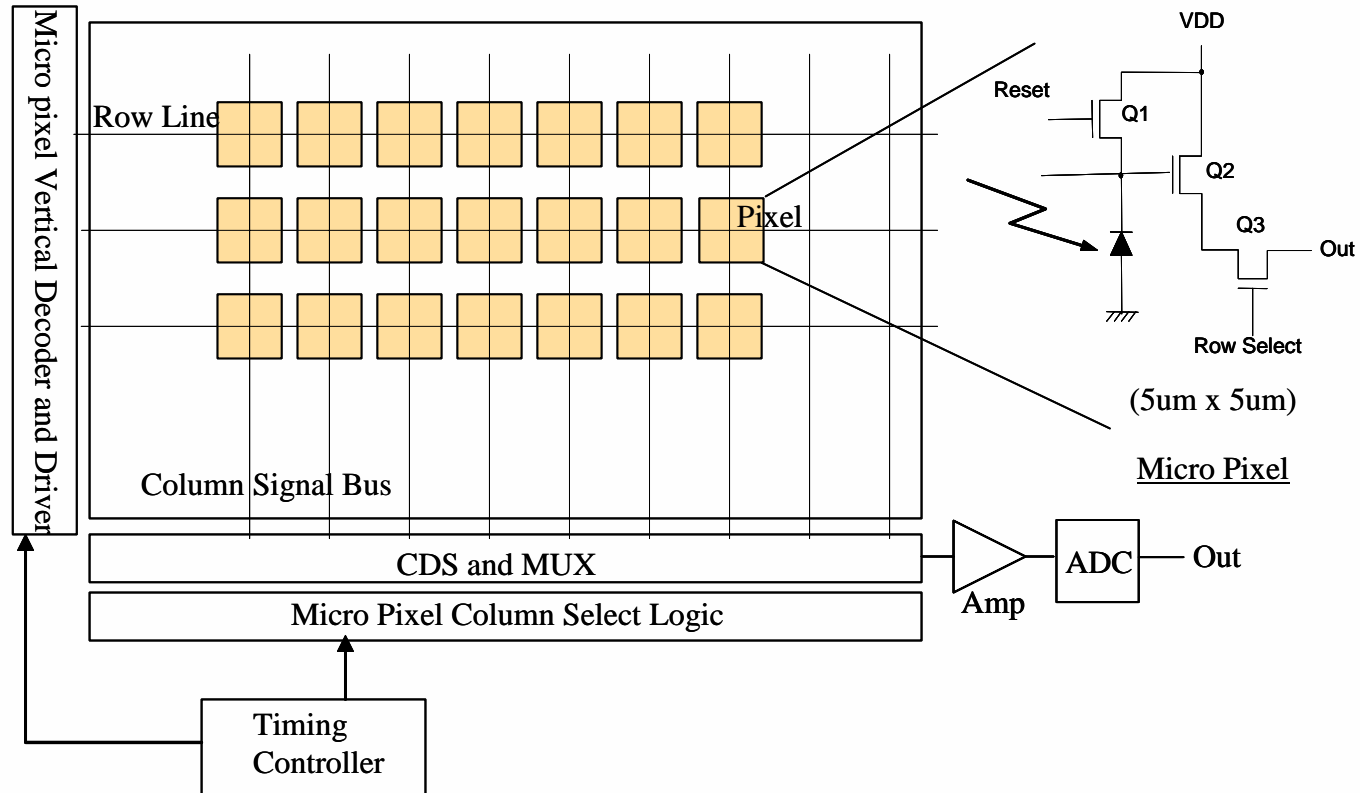 Micro pixel Vertical Decoder and Driver
Row Line
Pixel
Column Signal Bus
VDD
Reset
Q1
Q2
Q3
Out
Row Select
(5um x 5um)
Micro Pixel
CDS and MUX
Amp
ADC
Out
Micro Pixel Column Select Logic
Timing
Controller